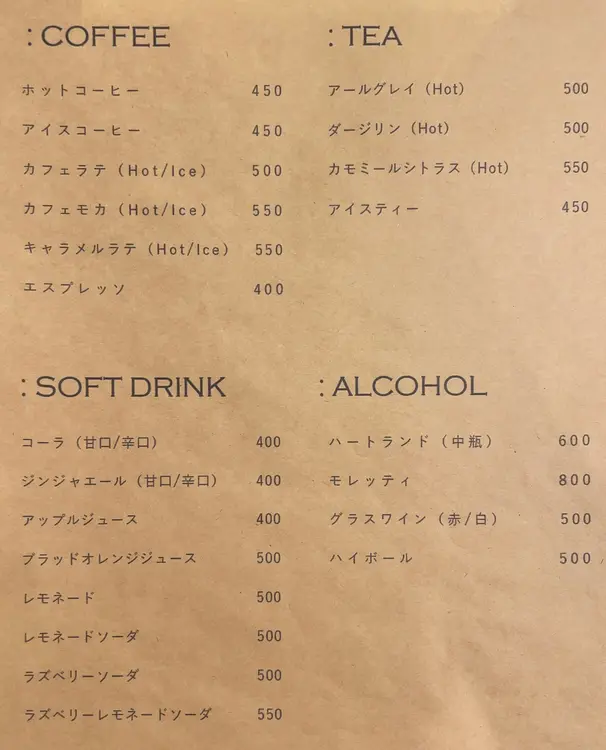 : COFFEE
ホットコーヒー 450
アイスコーヒー 450
カフェラテ (Hot/Ice) 500
カフェモカ (Hot/Ice) 550
キャラメルラテ (Hot/Ice) 550
エスプレッソ 400
: TEA
アールグレイ (Hot) 500
ダージリン (Hot) 500
カモミールシトラス (Hot) 550
アイスティー 450
: SOFT DRINK
コーラ (甘口/辛口) 400
ジンジャエール (甘口/辛口) 400
アップルジュース 400
ブラッドオレンジジュース 500
レモネード 500
レモネードソーダ 500
ラズベリーソーダ 500
ラズベリーレモネードソーダ 550
: ALCOHOL
ハートランド (中瓶) 600
モレッティ 800
グラスワイン (赤/白) 500
ハイボール 500